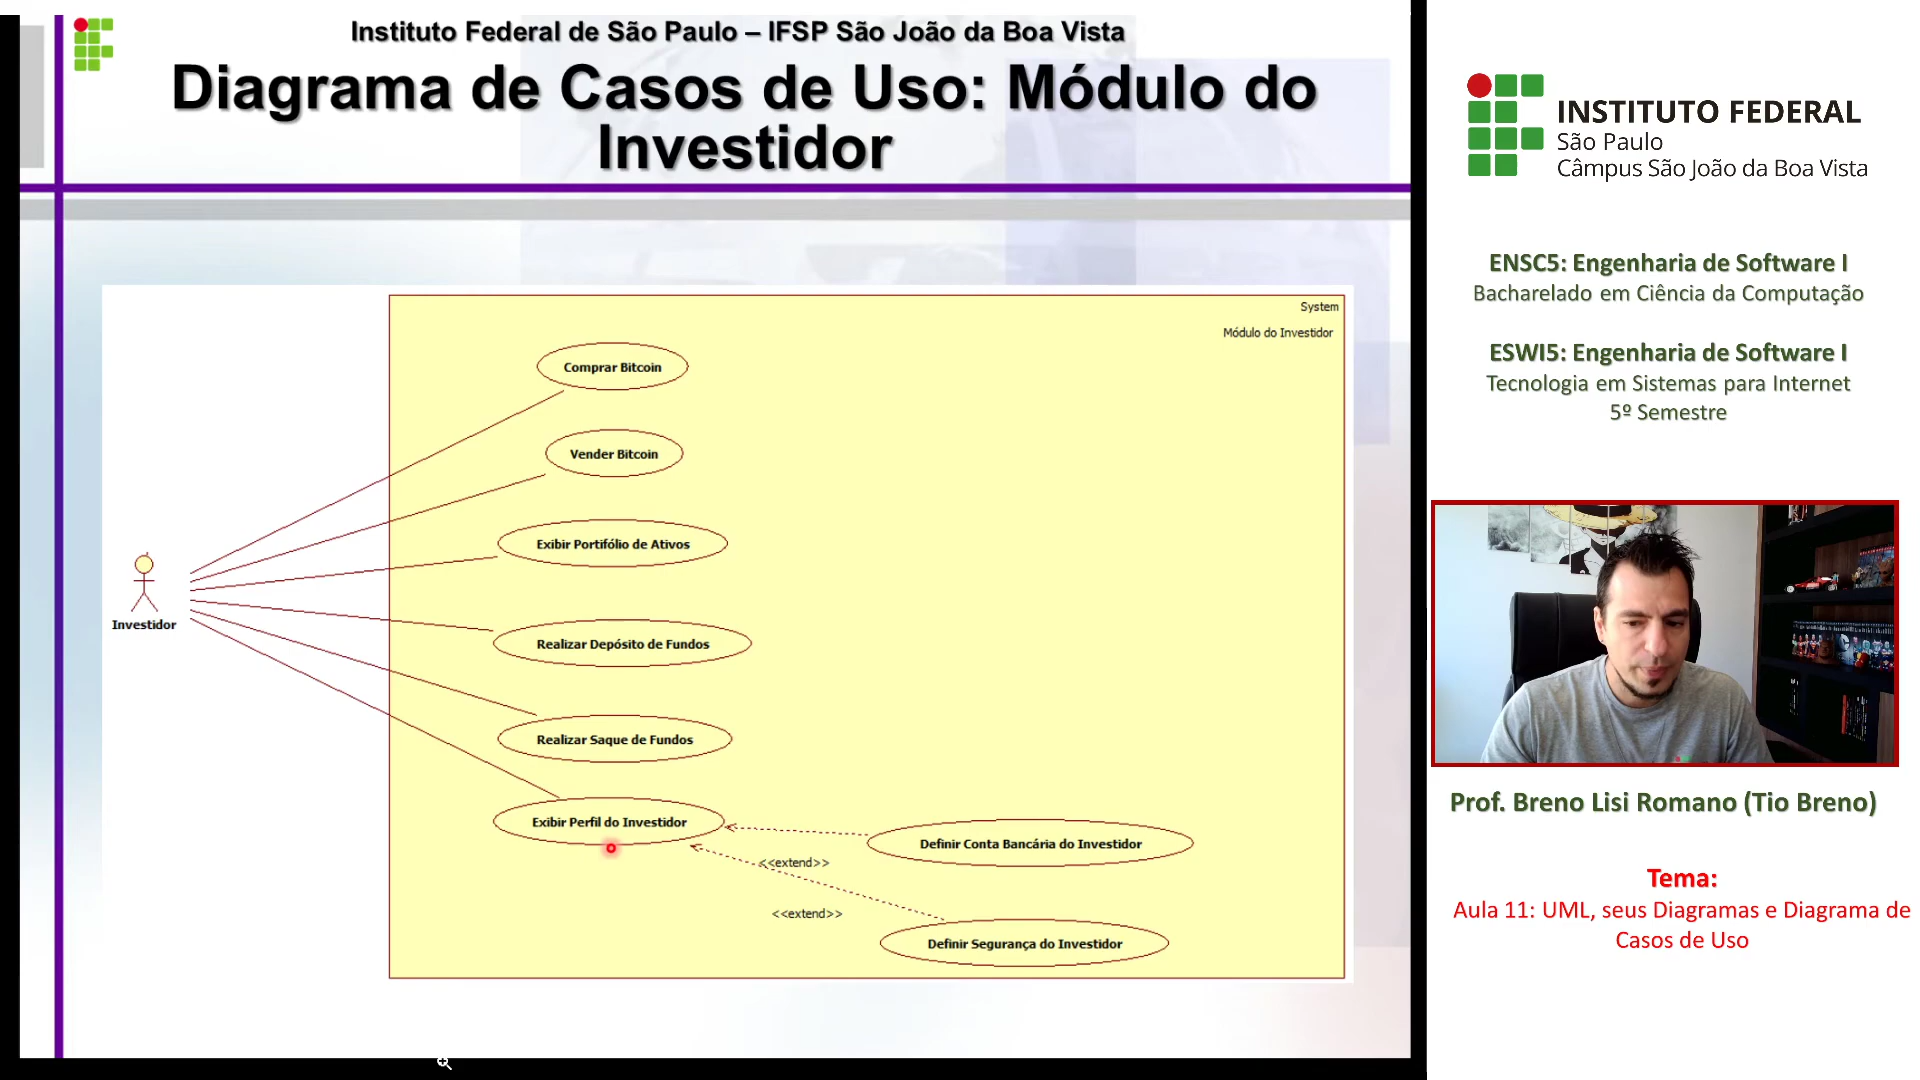 Instituto Federal de São Paulo – IFSP São João da Boa Vista
Diagrama de Casos de Uso: Módulo do
Investidor
System
Módulo do Investidor
Comprar Bitcoin
Vender Bitcoin
Exibir Portifólio de Ativos
Investidor
Realizar Depósito de Fundos
Realizar Saque de Fundos
Exibir Perfil do Investidor
Definir Conta Bancária do Investidor
<<extend>>
<<extend>>
Definir Segurança do Investidor
INSTITUTO FEDERAL
São Paulo
Câmpus São João da Boa Vista
ENSC5: Engenharia de Software I
Bacharelado em Ciência da Computação
ESWI5: Engenharia de Software I
Tecnologia em Sistemas para Internet
5º Semestre
Prof. Breno Lisi Romano (Tio Breno)
Tema:
Aula 11: UML, seus Diagramas e Diagrama de
Casos de Uso